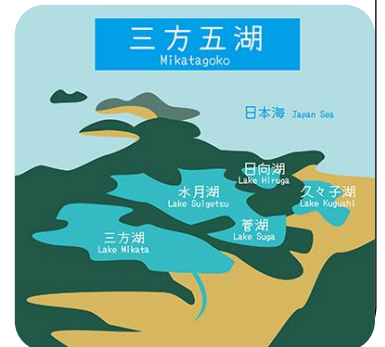 三方五湖
Mikatagoko
日本海 Japan Sea
日向湖
Lake Hiruga
水月湖
Lake Suigetsu
久々子湖
Lake Kugushi
菅湖
Lake Suga
三方湖
Lake Mikata